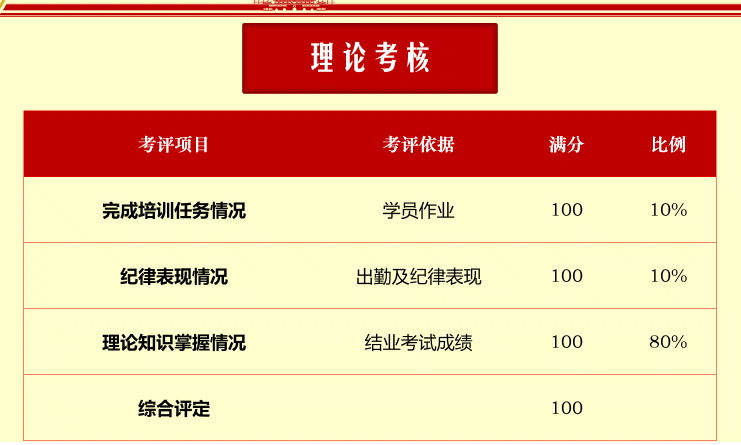 理论考核
考评项目 考评依据 满分 比例
完成培训任务情况 学员作业 100 10%
纪律表现情况 出勤及纪律表现 100 10%
理论知识掌握情况 结业考试成绩 100 80%
综合评定 100